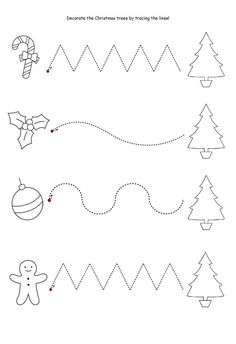 Decorate the Christmas trees by tracing the lines!